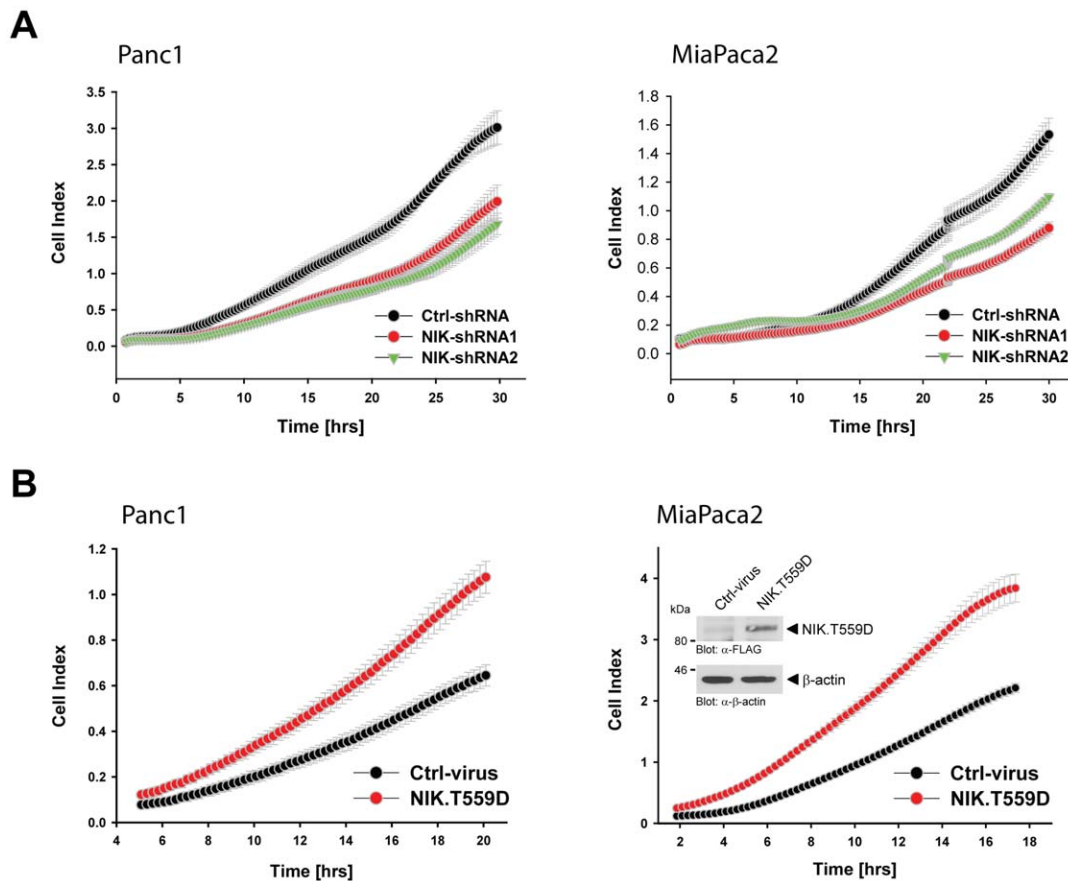 A
Panc1
3.5
3.0
2.5
2.0
1.5
1.0
0.5
0.0
Cell Index
0 5 10 15 20 25 30
Time [hrs]
Ctrl-shRNA
NIK-shRNA1
NIK-shRNA2
MiaPaca2
1.8
1.6
1.4
1.2
1.0
0.8
0.6
0.4
0.2
0.0
Cell Index
0 5 10 15 20 25 30
Time [hrs]
Ctrl-shRNA
NIK-shRNA1
NIK-shRNA2
B
Panc1
1.2
1.0
0.8
0.6
0.4
0.2
0.0
Cell Index
4 6 8 10 12 14 16 18 20
Time [hrs]
Ctrl-virus
NIK.T559D
MiaPaca2
4
3
2
1
0
Cell Index
2 4 6 8 10 12 14 16 18
Time [hrs]
Ctrl-virus
NIK.T559D
kDa
Ctrl-virus
NIK.T559D
80
NIK.T559D
Blot: α-FLAG
46
β-actin
Blot: α-β-actin